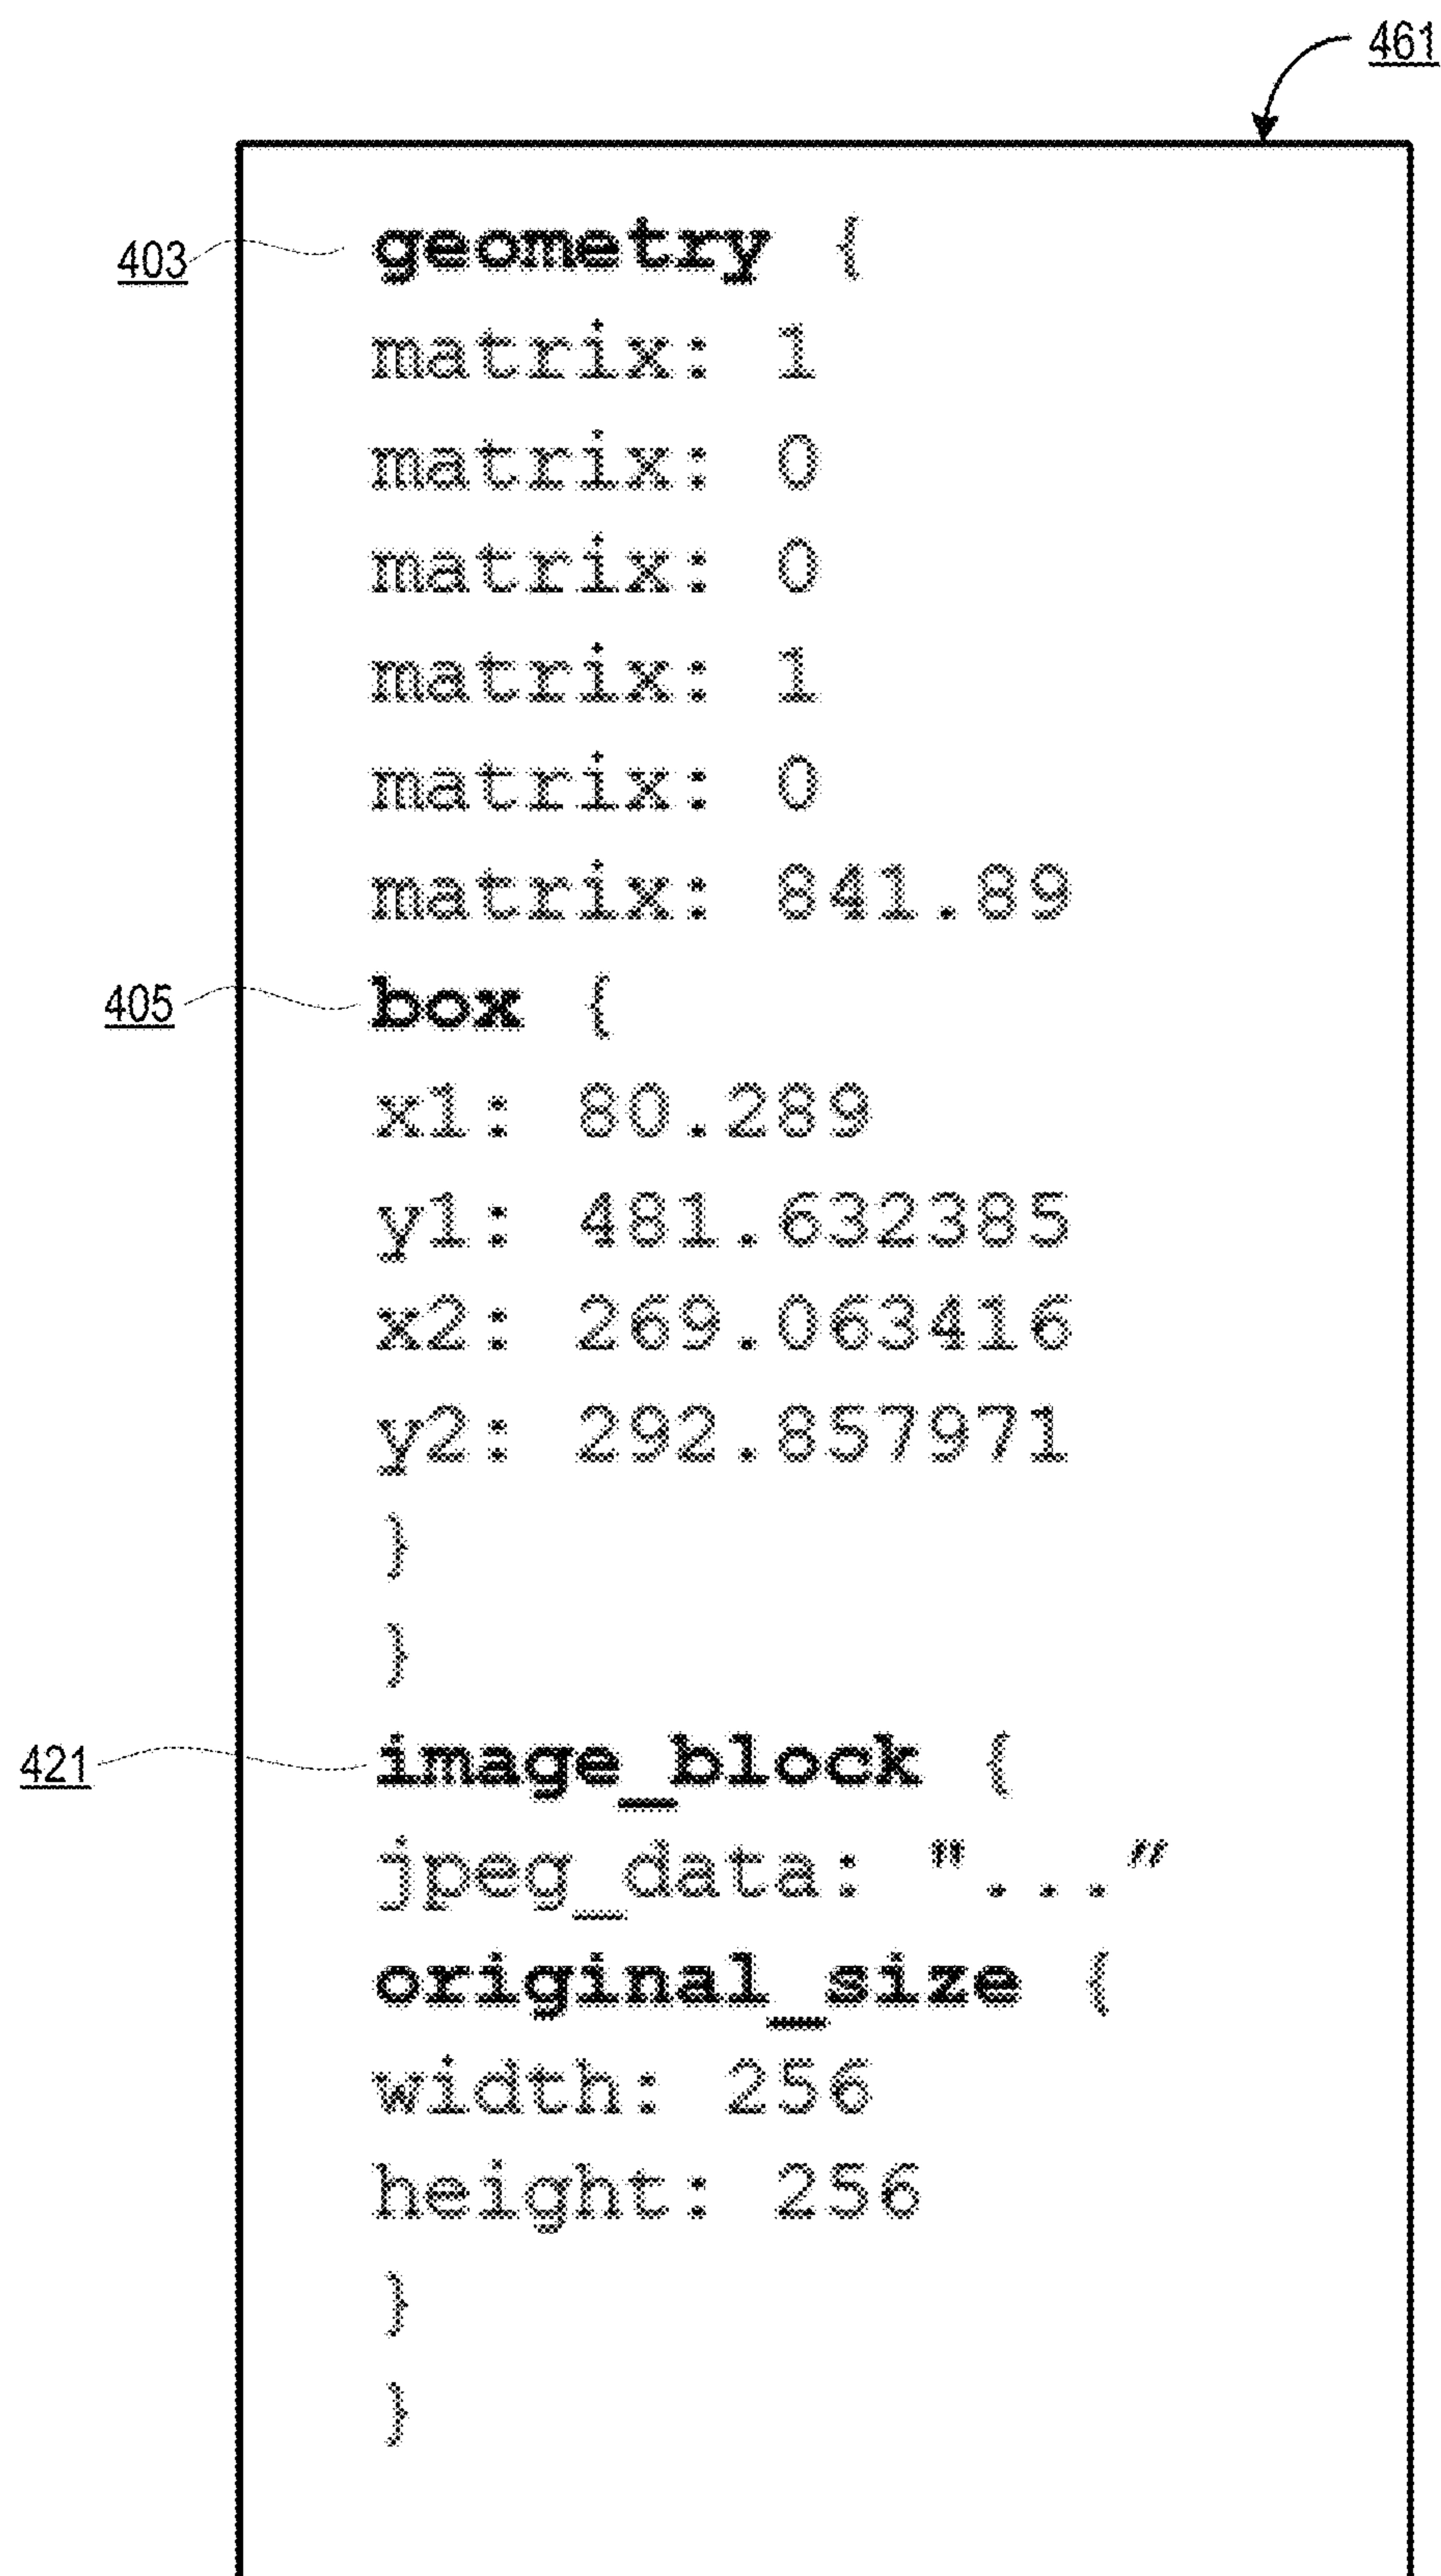 461
403 geometry {
matrix: 1
matrix: 0
matrix: 0
matrix: 1
matrix: 0
matrix: 841.89
405 box {
x1: 80.289
y1: 481.632385
x2: 269.063416
y2: 292.857971
}
}
421 image_block {
jpeg_data: "..."
original_size {
width: 256
height: 256
}
}